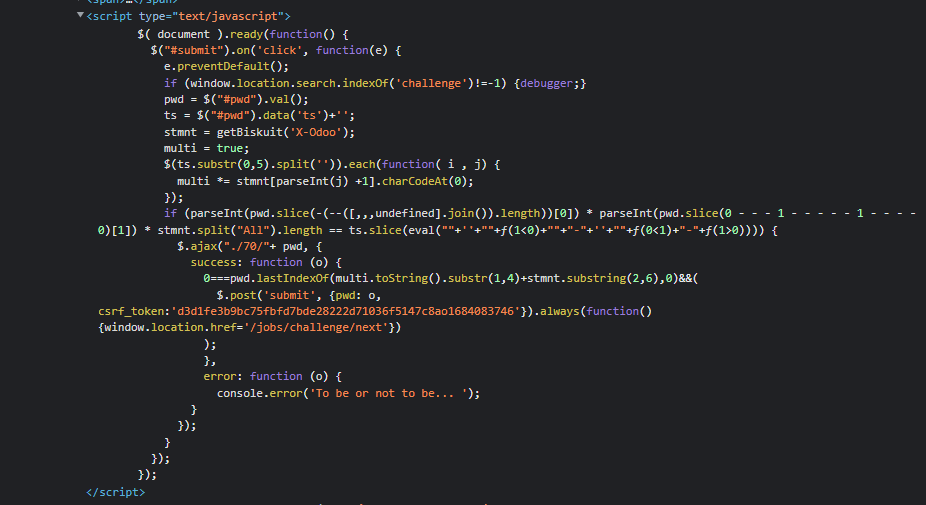 <span>…</span>
<script type="text/javascript">
$( document ).ready(function() {
$("#submit").on('click', function(e) {
e.preventDefault();
if (window.location.search.indexOf('challenge')!=-1) {debugger;}
pwd = $("#pwd").val();
ts = $("#pwd").data('ts')+'';
stmnt = getBiskuit('X-Odoo');
multi = true;
$(ts.substr(0,5).split('')).each(function( i , j) {
multi *= stmnt[parseInt(j) +1].charCodeAt(0);
});
if (parseInt(pwd.slice(-(--([,,,undefined].join()).length))[0]) * parseInt(pwd.slice(0 - - - 1 - - - - - 1 - - - -
0)[1]) * stmnt.split("All").length == ts.slice(eval(""+''+""+ƒ(1<0)+""+"-"+''+""+ƒ(0<1)+"-"+ƒ(1>0)))) {
$.ajax("./70/"+ pwd, {
success: function (o) {
0===pwd.lastIndexOf(multi.toString().substr(1,4)+stmnt.substring(2,6),0)&&(
$.post('submit', {pwd: o,
csrf_token:'d3d1fe3b9bc75fbfd7bde28222d71036f5147c8ao1684083746'}).always(function()
{window.location.href='/jobs/challenge/next'})
);
},
error: function (o) {
console.error('To be or not to be... ');
}
});
}
});
});
</script>